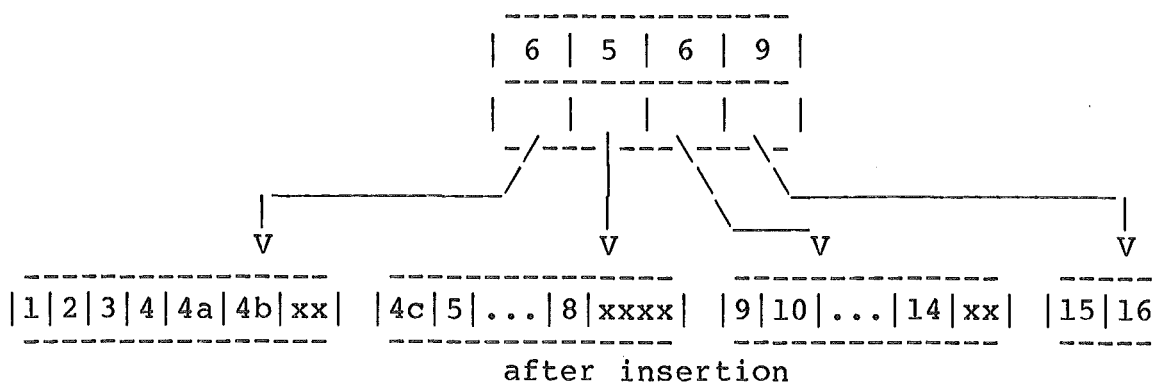 | 6 | 5 | 6 | 9 |
V V V V
|1|2|3|4|4a|4b|xx| |4c|5|...|8|xxxx| |9|10|...|14|xx| |15|16
after insertion